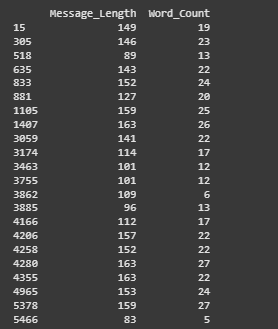 Message_Length Word_Count
15 149 19
305 146 23
518 89 13
635 143 22
833 152 24
881 127 20
1105 159 25
1407 163 26
3059 141 22
3174 114 17
3463 101 12
3755 101 12
3862 109 6
3885 96 13
4166 112 17
4206 157 22
4258 152 22
4280 163 27
4355 163 22
4965 153 24
5378 159 27
5466 83 5